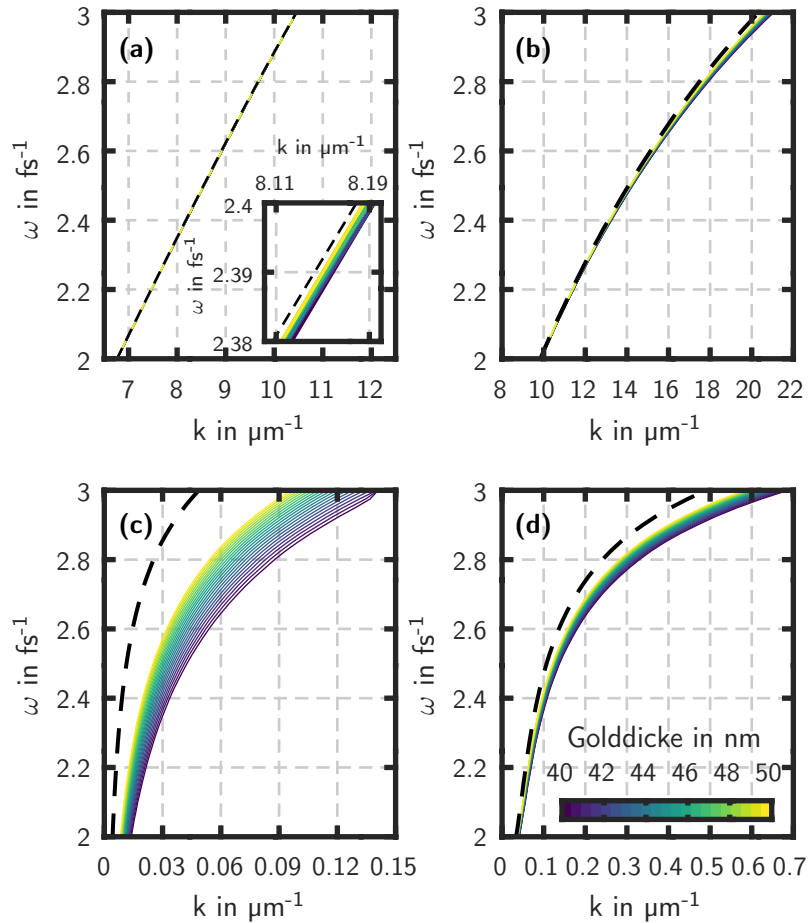 (a)
3
2.8
2.6
2.4
2.2
2
ω in fs⁻¹
7 8 9 10 11 12
k in µm⁻¹
k in µm⁻¹
8.11 8.19
2.4
2.39
2.38
ω in fs⁻¹
(b)
3
2.8
2.6
2.4
2.2
2
ω in fs⁻¹
8 10 12 14 16 18 20 22
k in µm⁻¹
(c)
3
2.8
2.6
2.4
2.2
2
ω in fs⁻¹
0 0.03 0.06 0.09 0.12 0.15
k in µm⁻¹
(d)
3
2.8
2.6
2.4
2.2
2
ω in fs⁻¹
Golddicke in nm
40 42 44 46 48 50
0 0.1 0.2 0.3 0.4 0.5 0.6 0.7
k in µm⁻¹